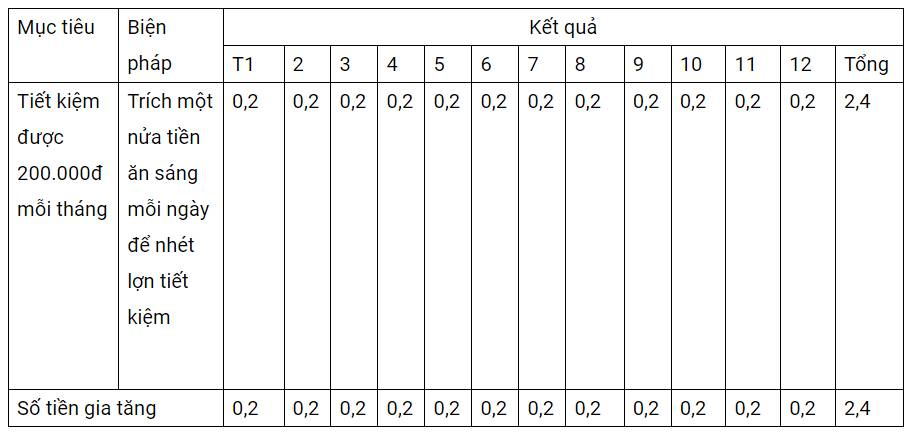 Mục tiêu Biện Kết quả
pháp T1 2 3 4 5 6 7 8 9 10 11 12 Tổng
Tiết kiệm Trích một 0,2 0,2 0,2 0,2 0,2 0,2 0,2 0,2 0,2 0,2 0,2 0,2 2,4
được nửa tiền
200.000đ ăn sáng
mỗi tháng mỗi ngày
để nhét
lợn tiết
kiệm
Số tiền gia tăng 0,2 0,2 0,2 0,2 0,2 0,2 0,2 0,2 0,2 0,2 0,2 0,2 2,4